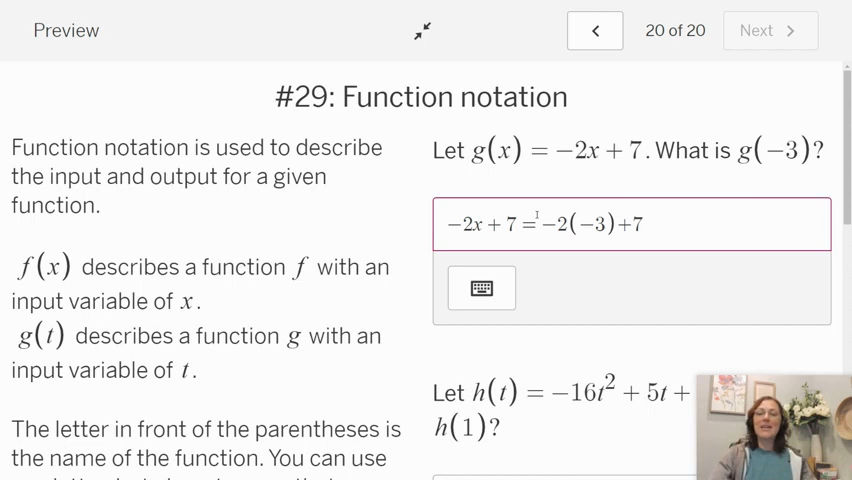 Preview
20 of 20
Next
#29: Function notation
Function notation is used to describe
the input and output for a given
function.
f(x) describes a function f with an
input variable of x.
g(t) describes a function g with an
input variable of t.
The letter in front of the parentheses is
the name of the function. You can use
Let g(x) = −2x + 7. What is g(−3)?
−2x + 7 = −2(−3)+7
Let h(t) = −16t² + 5t +
h(1)?